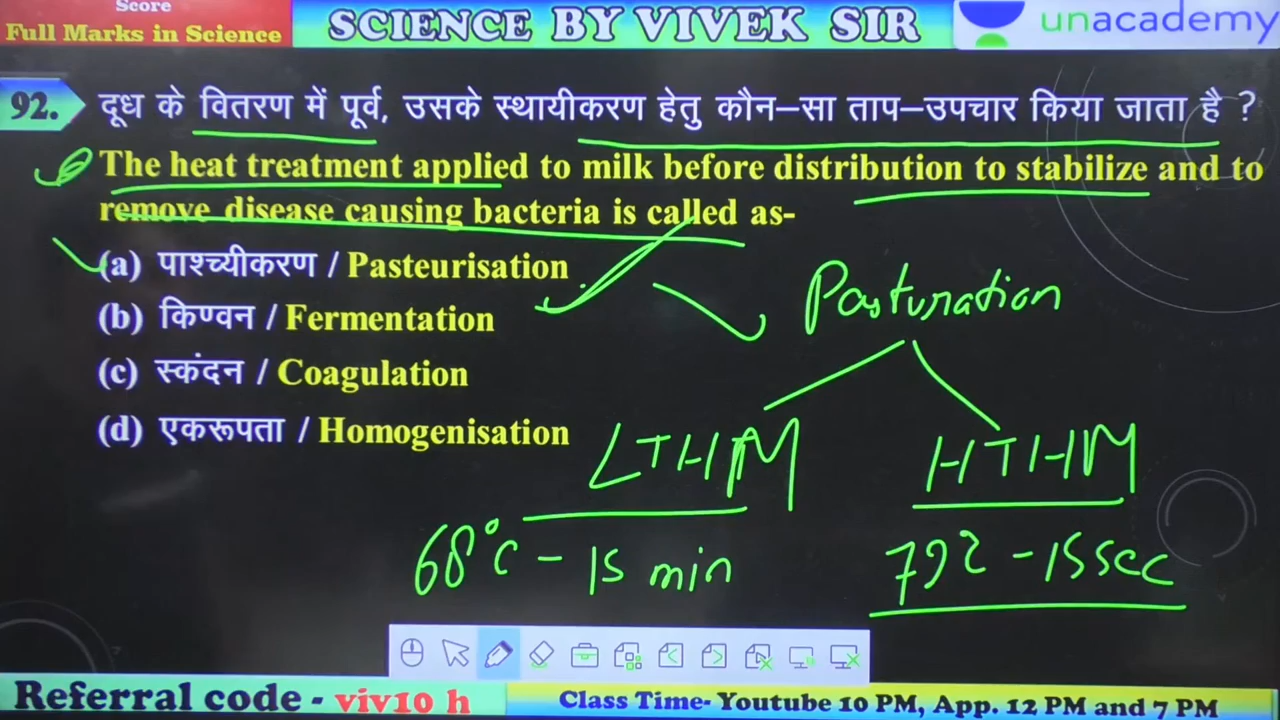 Score
Full Marks in Science
SCIENCE BY VIVEK SIR
unacademy
92. दूध के वितरण में पूर्व, उसके स्थायीकरण हेतु कौन–सा ताप–उपचार किया जाता है ?
The heat treatment applied to milk before distribution to stabilize and to
remove disease causing bacteria is called as-
(a) पाश्च्यीकरण / Pasteurisation
(b) किण्वन / Fermentation
(c) स्कंदन / Coagulation
(d) एकरूपता / Homogenisation
Pasturation
LTHM
HTHM
68°C - 15 min
- 15 sec
Referral code - viv10 h
Class Time- Youtube 10 PM, App. 12 PM and 7 PM